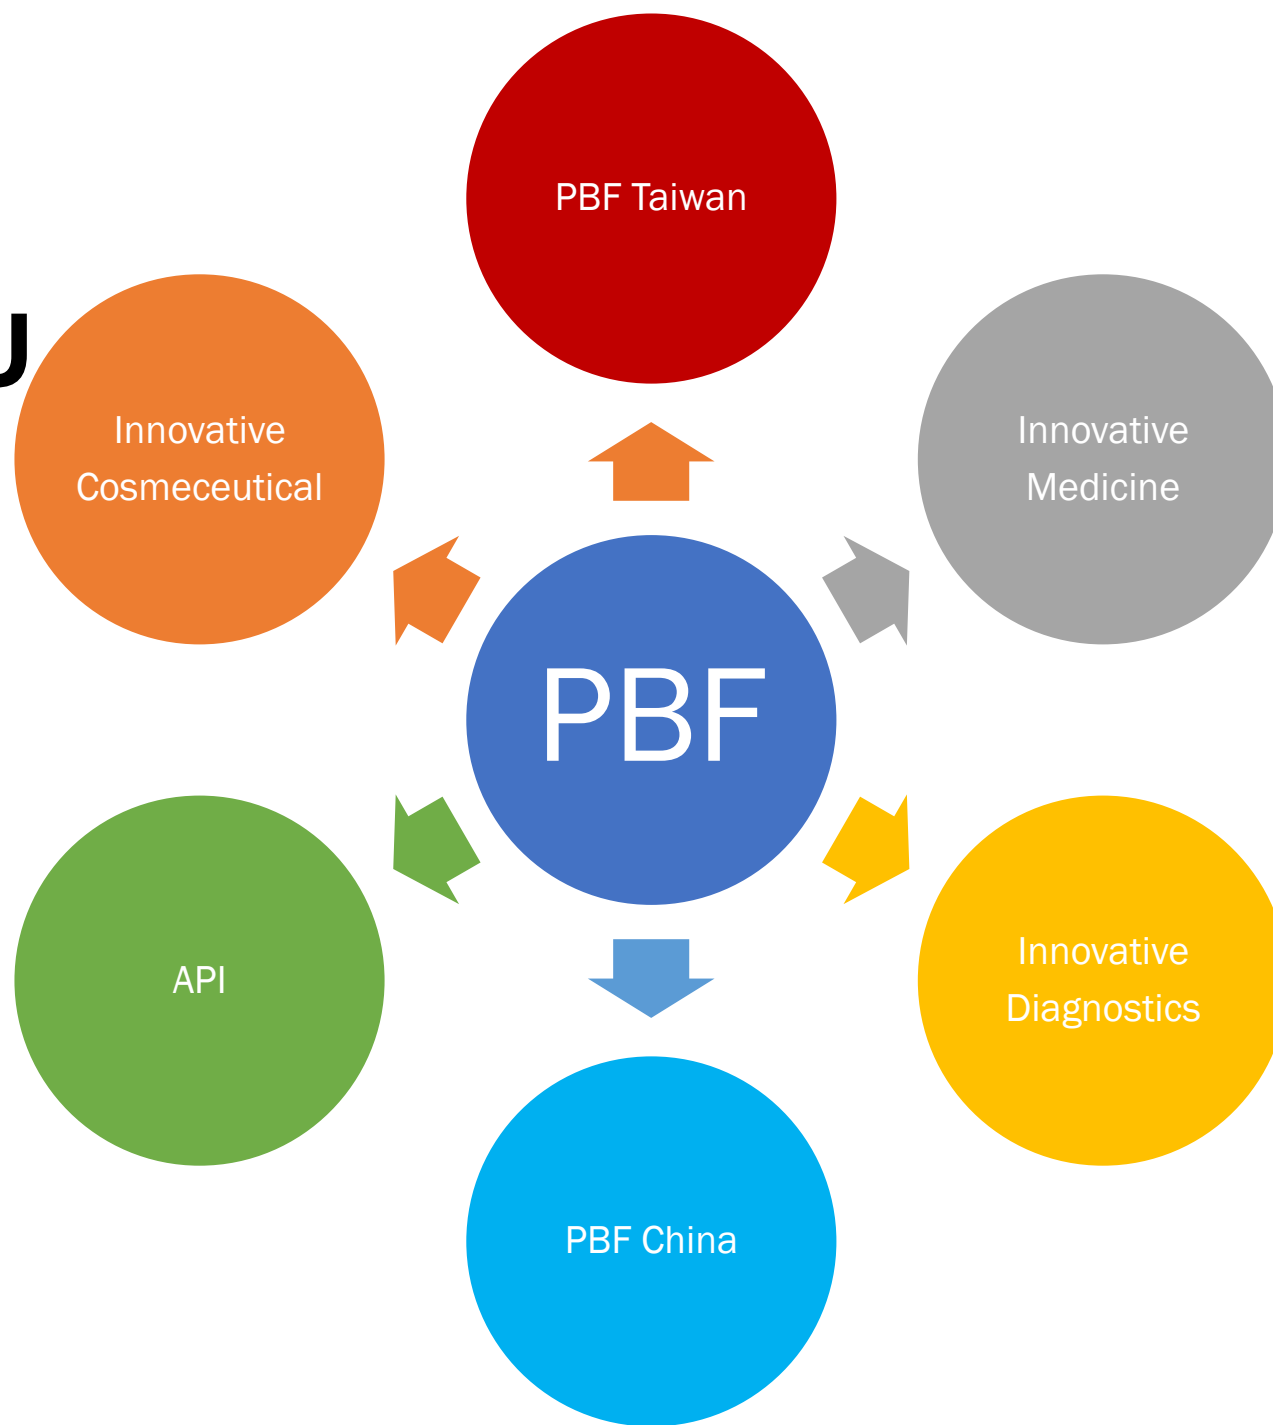 PBF Taiwan
U
Innovative
Cosmeceutical
Innovative
Medicine
PBF
API
Innovative
Diagnostics
PBF China